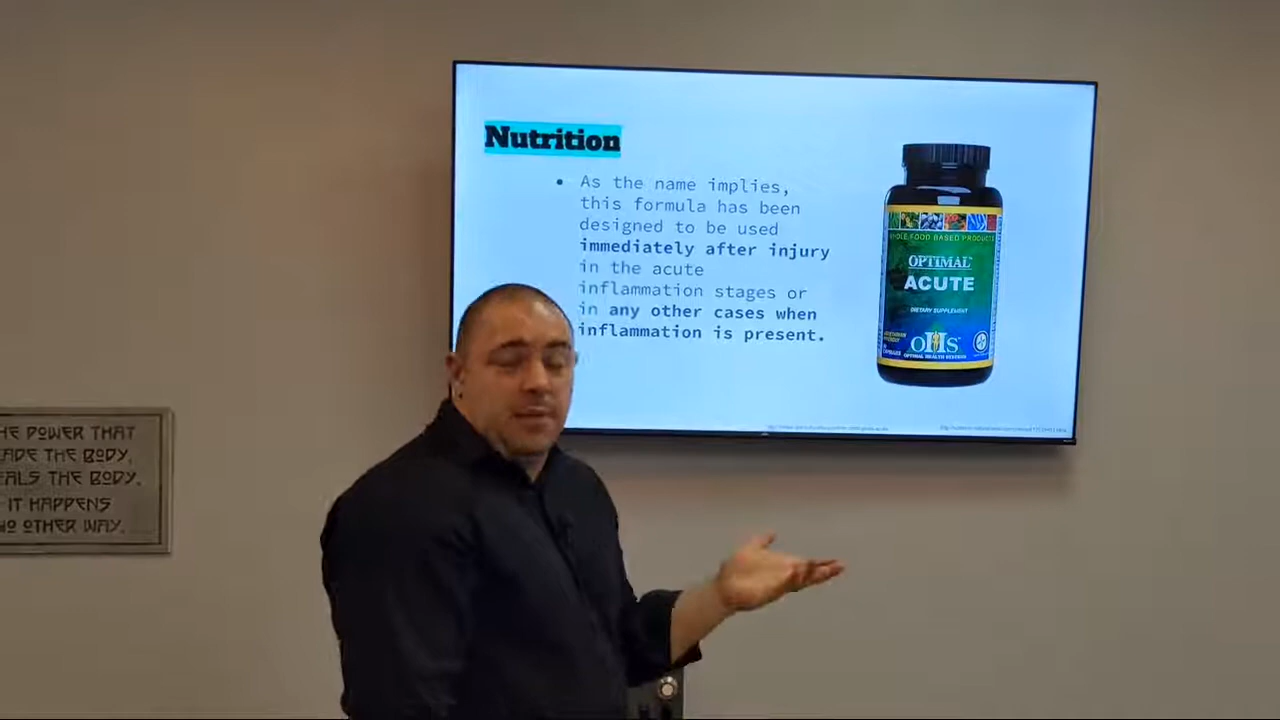 Nutrition
• As the name implies,
this formula has been
designed to be used
immediately after injury
in the acute
inflammation stages or
in any other cases when
inflammation is present.
WHOLE FOOD BASED PRODUCTS
OPTIMAL
ACUTE
DIETARY SUPPLEMENT
OHS
OPTIMAL HEALTH SYSTEMS
HE POWER THAT
ADE THE BODY,
EALS THE BODY.
IT HAPPENS
NO OTHER WAY.